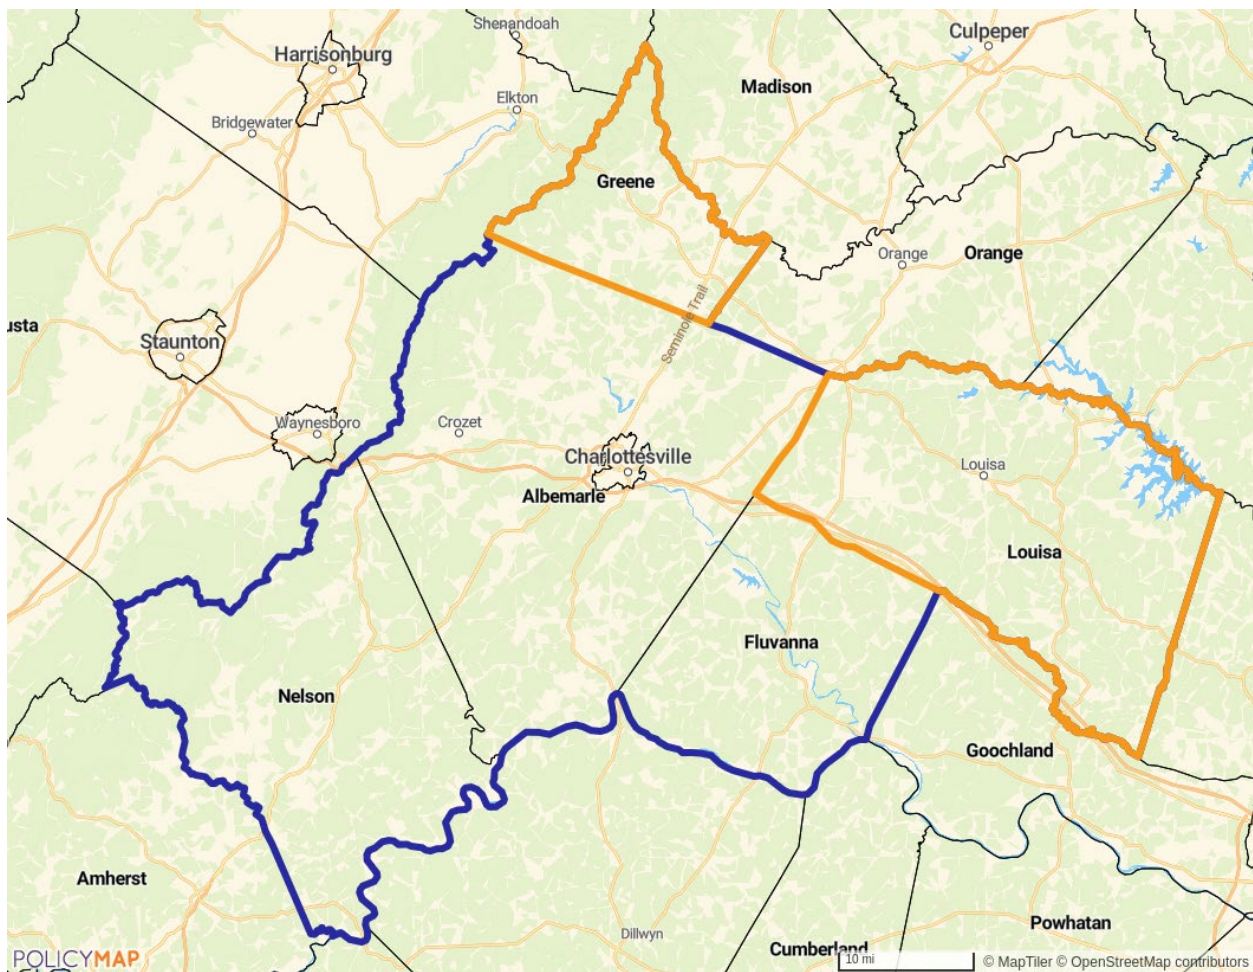 Shenandoah
Culpeper
Harrisonburg
Madison
Elkton
Bridgewater
Greene
Orange
Orange
Seminole Trail
usta
Staunton
Waynesboro
Crozet
Charlottesville
Louisa
Albemarle
Louisa
Fluvanna
Nelson
Goochland
Amherst
Powhatan
Dillwyn
Cumberland
POLICYMAP
10 mi
© MapTiler © OpenStreetMap contributors